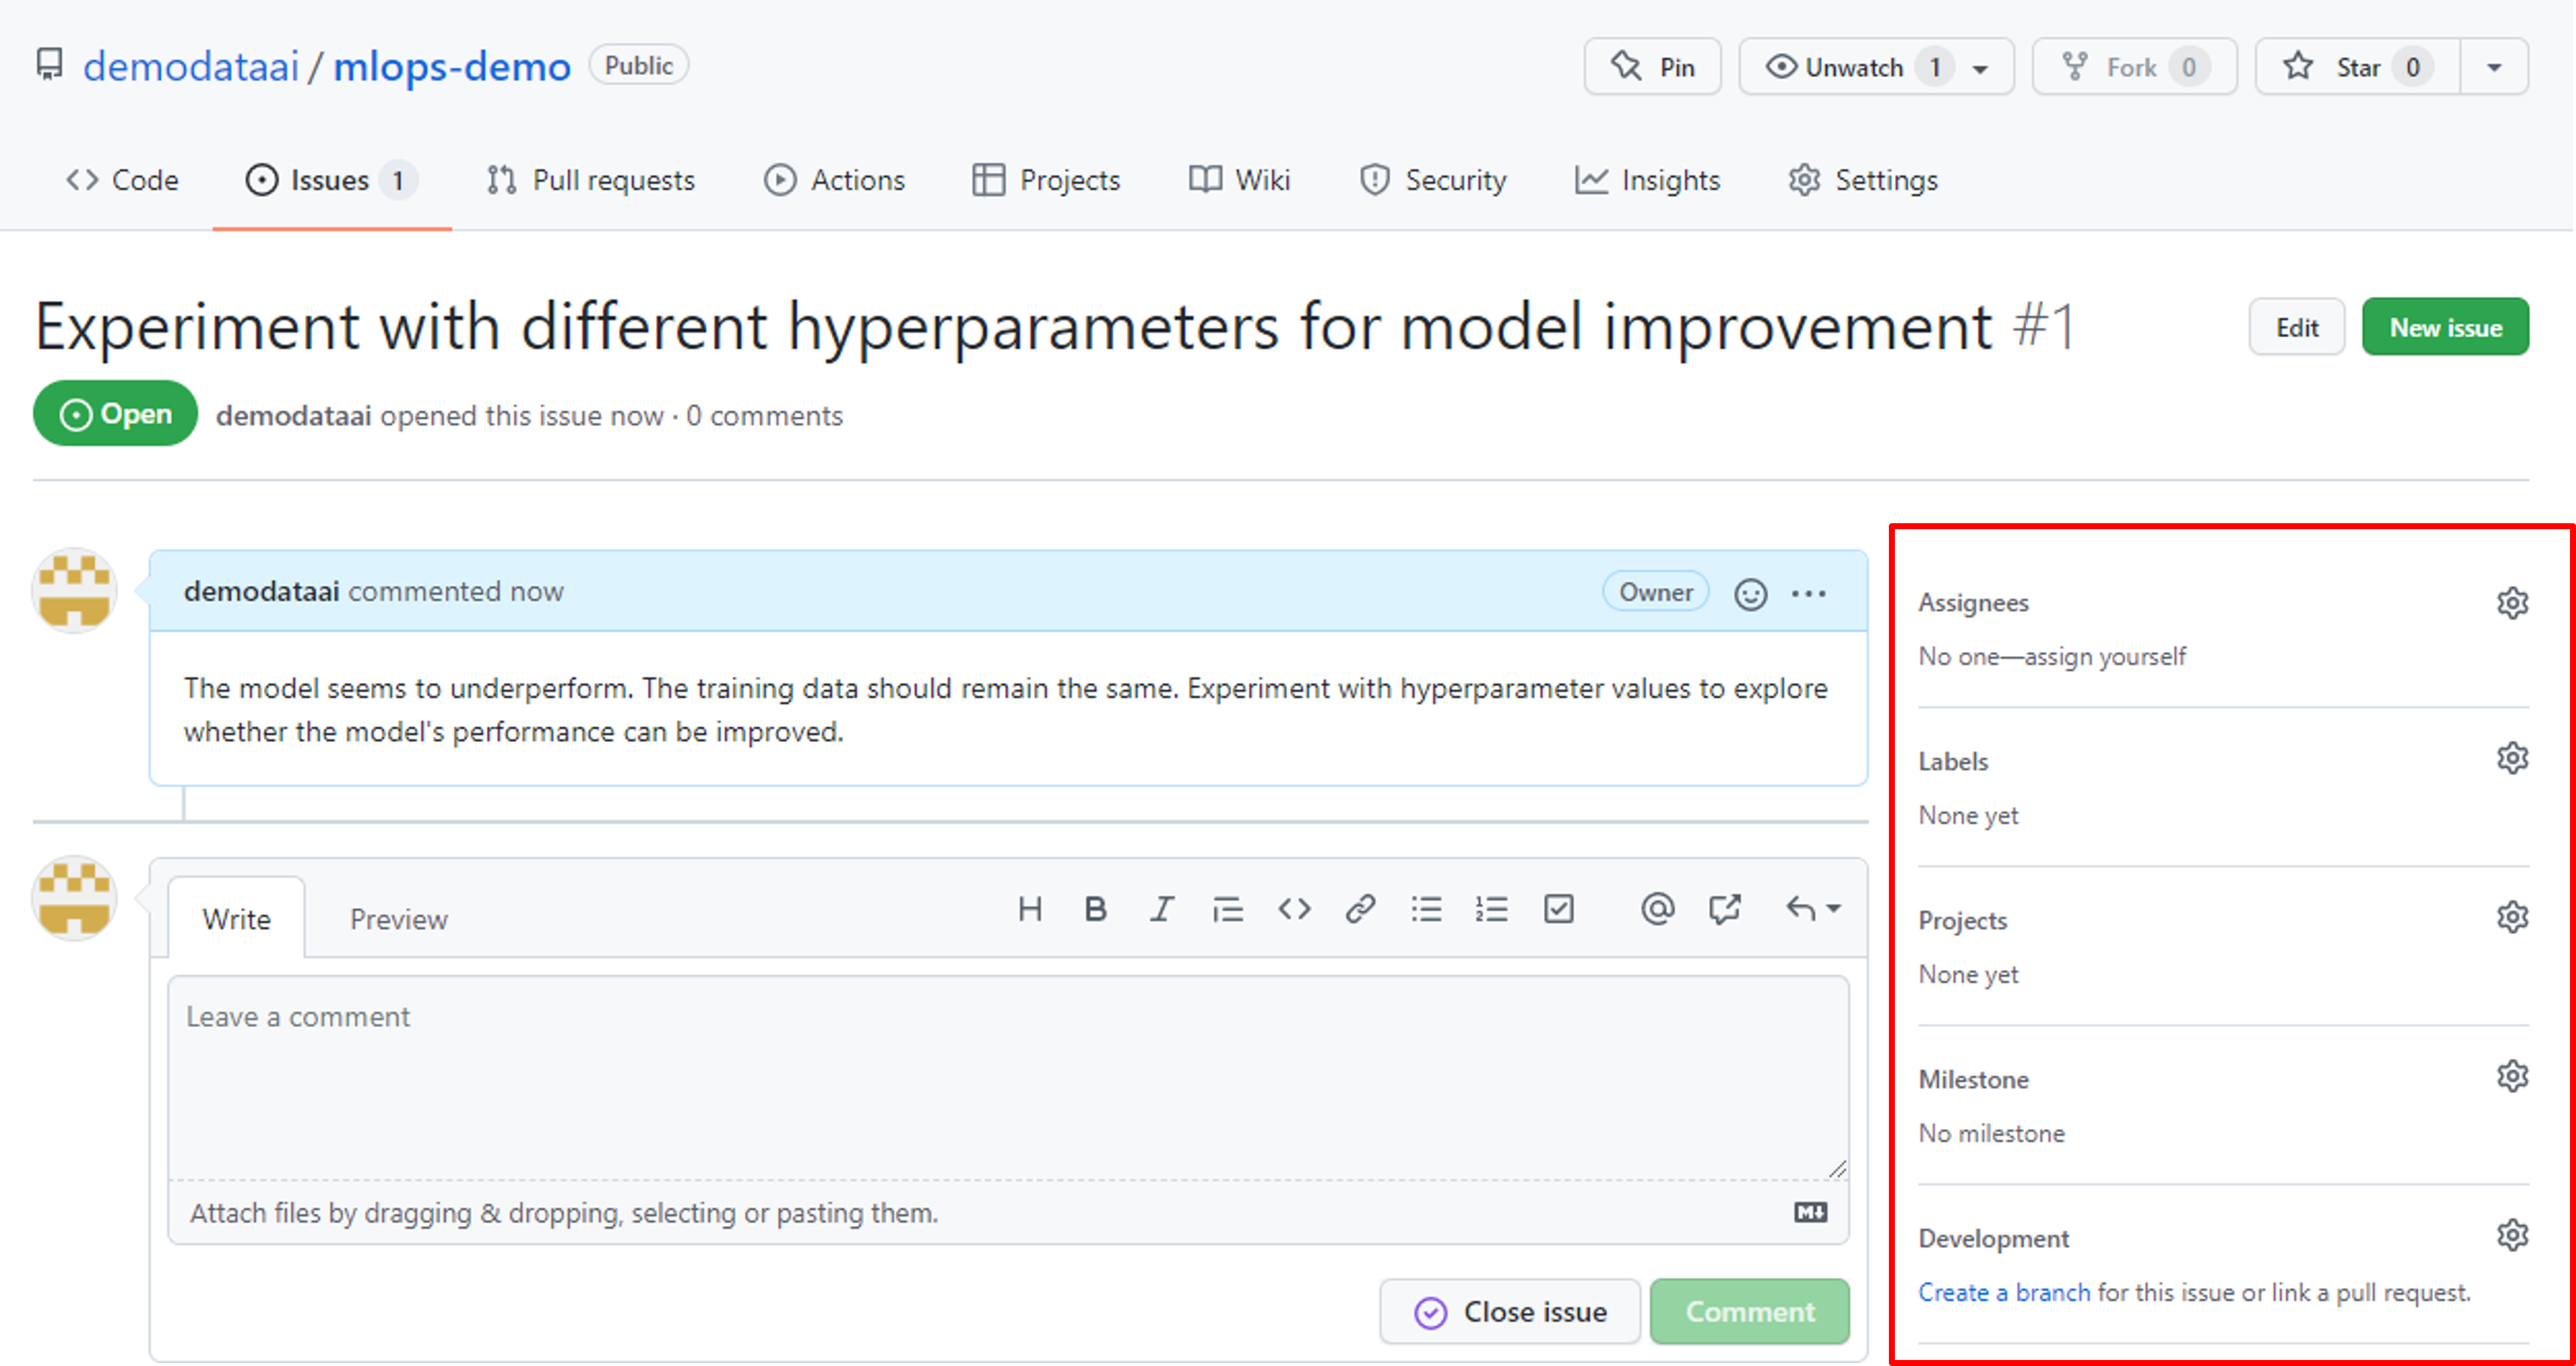 demodataai / mlops-demo Public
Pin
Unwatch 1
Fork 0
Star 0
Code
Issues 1
Pull requests
Actions
Projects
Wiki
Security
Insights
Settings
Experiment with different hyperparameters for model improvement #1
Edit
New issue
Open
demodataai opened this issue now · 0 comments
demodataai commented now
Owner
The model seems to underperform. The training data should remain the same. Experiment with hyperparameter values to explore
whether the model's performance can be improved.
Write
Preview
Leave a comment
Attach files by dragging & dropping, selecting or pasting them.
Close issue
Comment
Assignees
No one—assign yourself
Labels
None yet
Projects
None yet
Milestone
No milestone
Development
Create a branch for this issue or link a pull request.